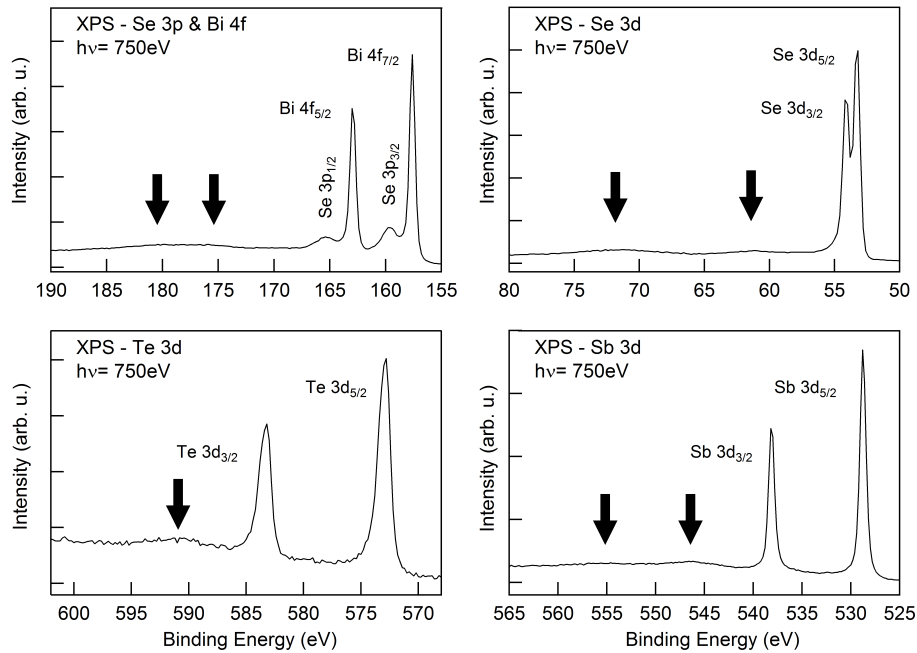 XPS - Se 3p & Bi 4f
hν= 750eV
Bi 4f7/2
Bi 4f5/2
Se 3p1/2
Se 3p3/2
Intensity (arb. u.)
190 185 180 175 170 165 160 155
XPS - Se 3d
hν= 750eV
Se 3d5/2
Se 3d3/2
Intensity (arb. u.)
80 75 70 65 60 55 50
XPS - Te 3d
hν= 750eV
Te 3d5/2
Te 3d3/2
Intensity (arb. u.)
600 595 590 585 580 575 570
Binding Energy (eV)
XPS - Sb 3d
hν= 750eV
Sb 3d5/2
Sb 3d3/2
Intensity (arb. u.)
565 560 555 550 545 540 535 530 525
Binding Energy (eV)